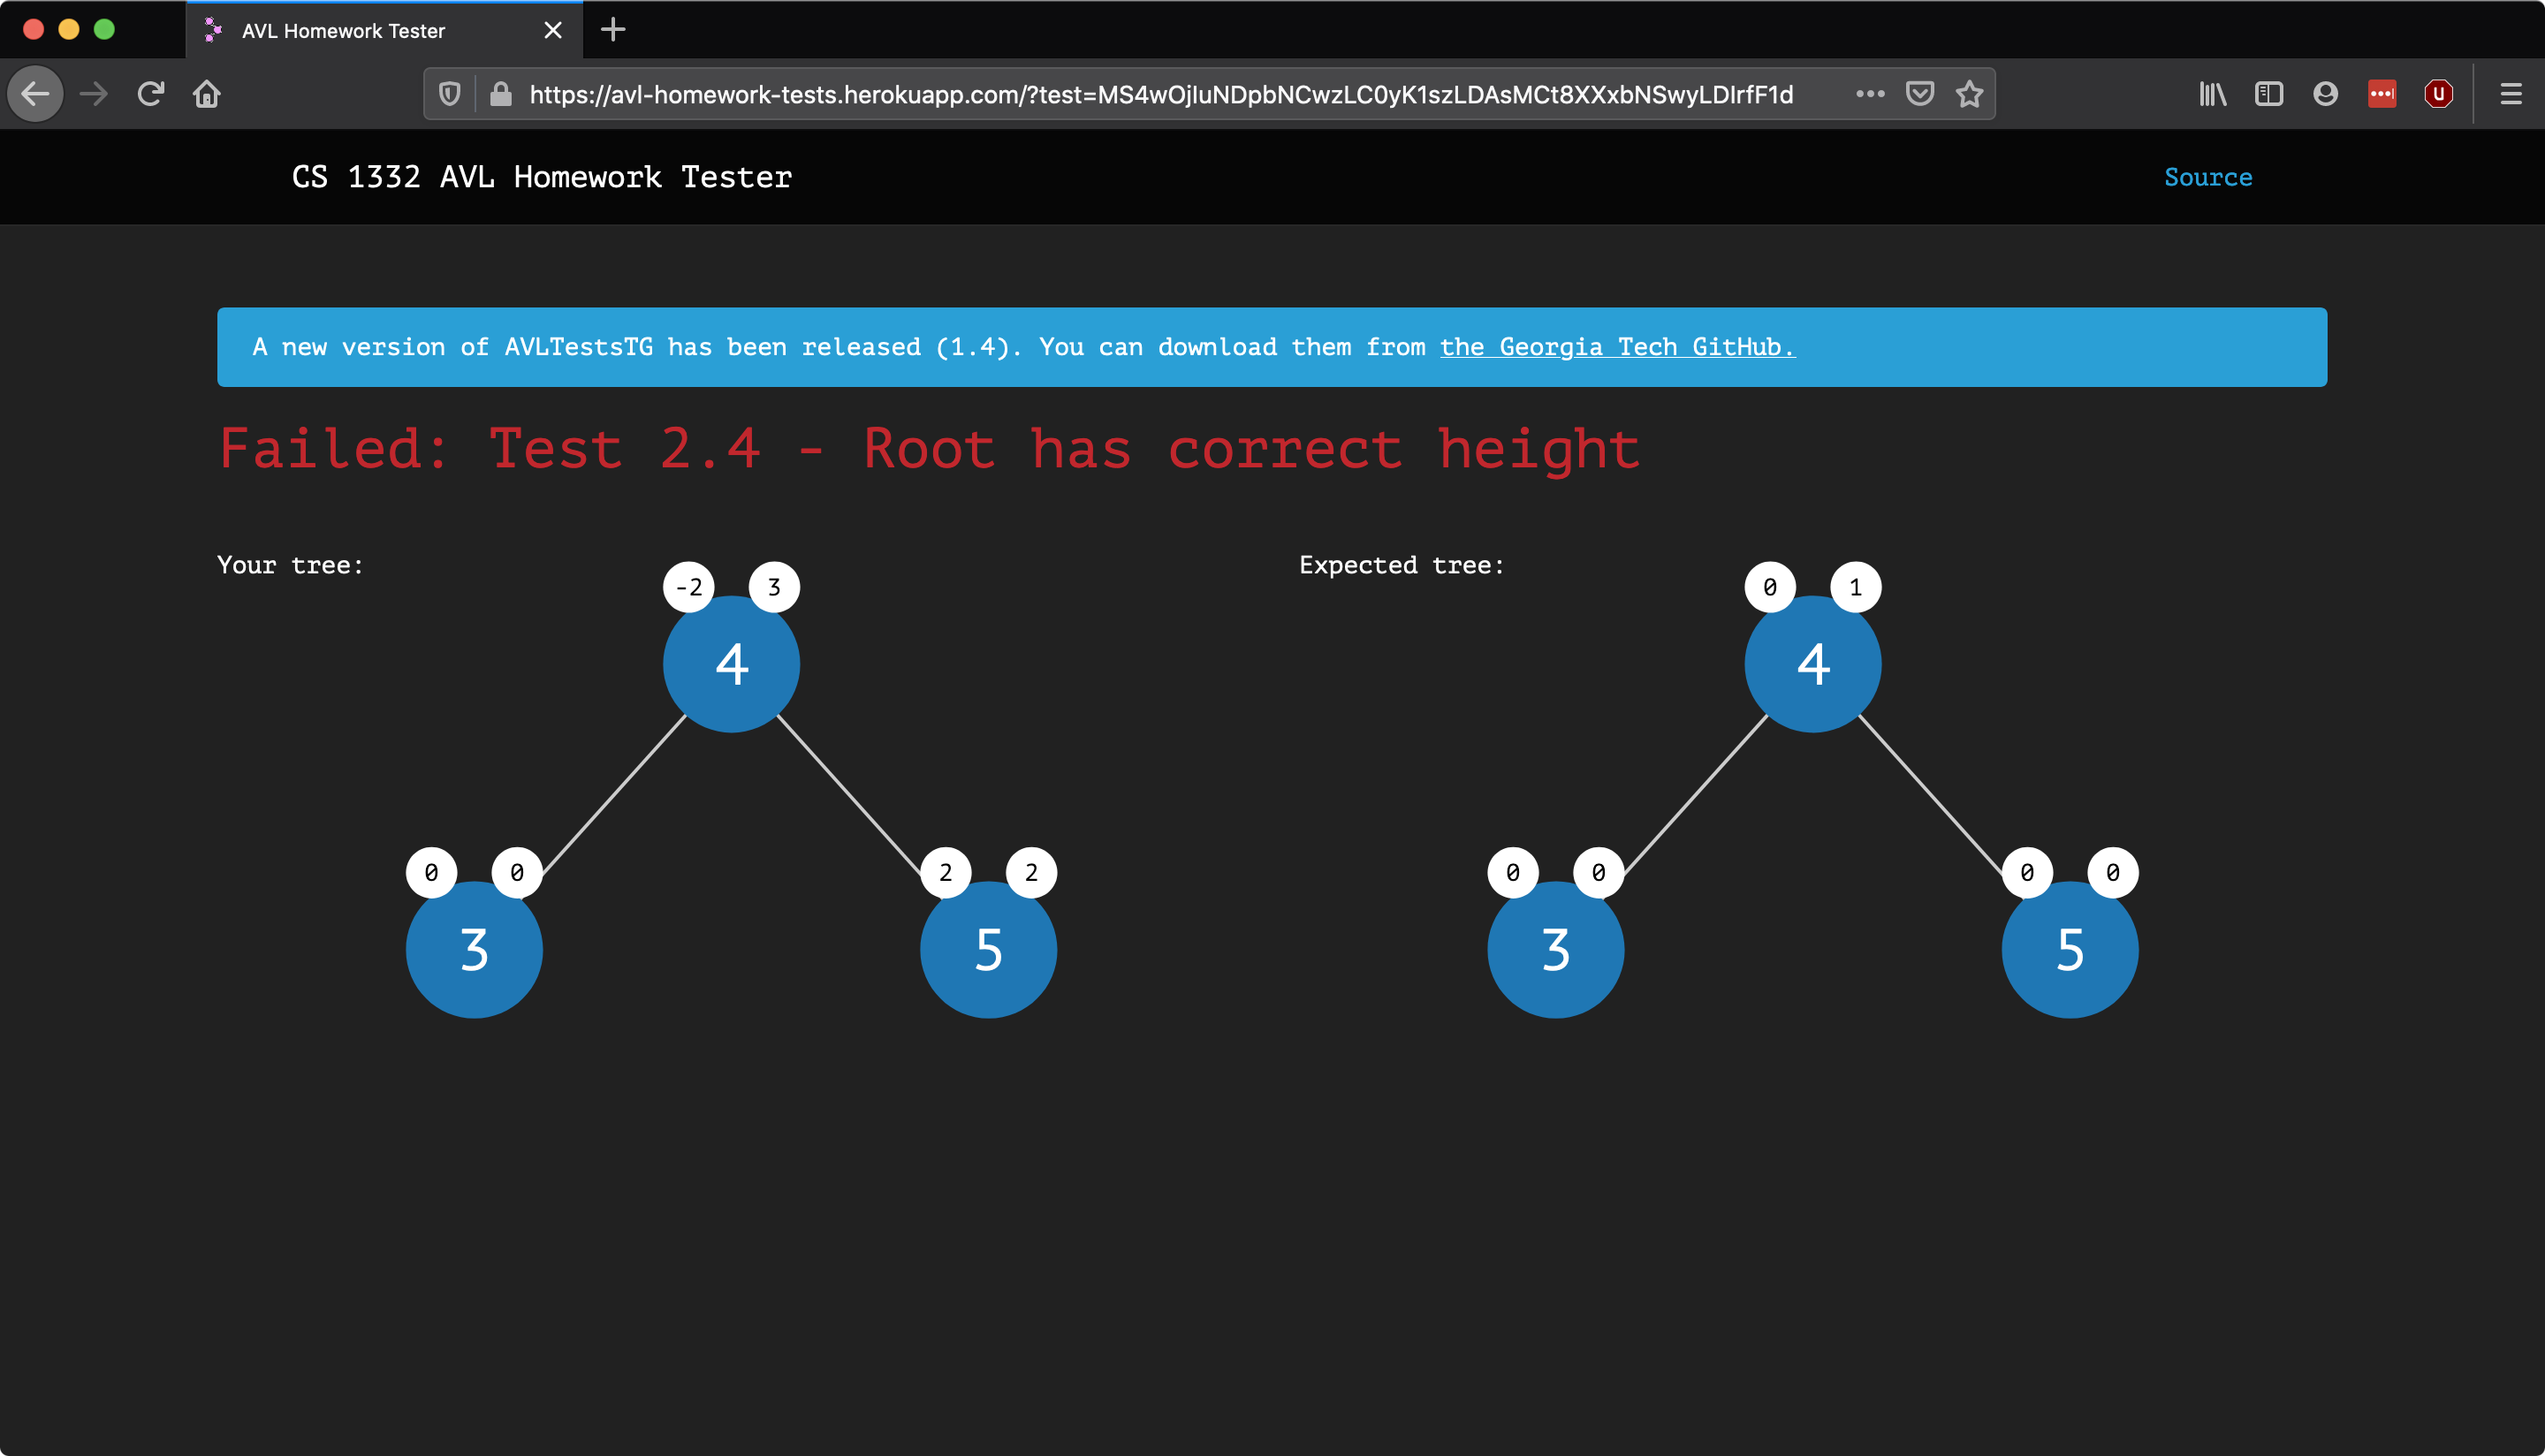 AVL Homework Tester
https://avl-homework-tests.herokuapp.com/?test=MS4wOjIuNDpbNCwzLC0yK1szLDAsMCt8XXxbNSwyLDIrfF1d
CS 1332 AVL Homework Tester
Source
A new version of AVLTestsTG has been released (1.4). You can download them from the Georgia Tech GitHub.
Failed: Test 2.4 - Root has correct height
Your tree:
-2 3
4
0 0
3
2 2
5
Expected tree:
0 1
4
0 0
3
0 0
5